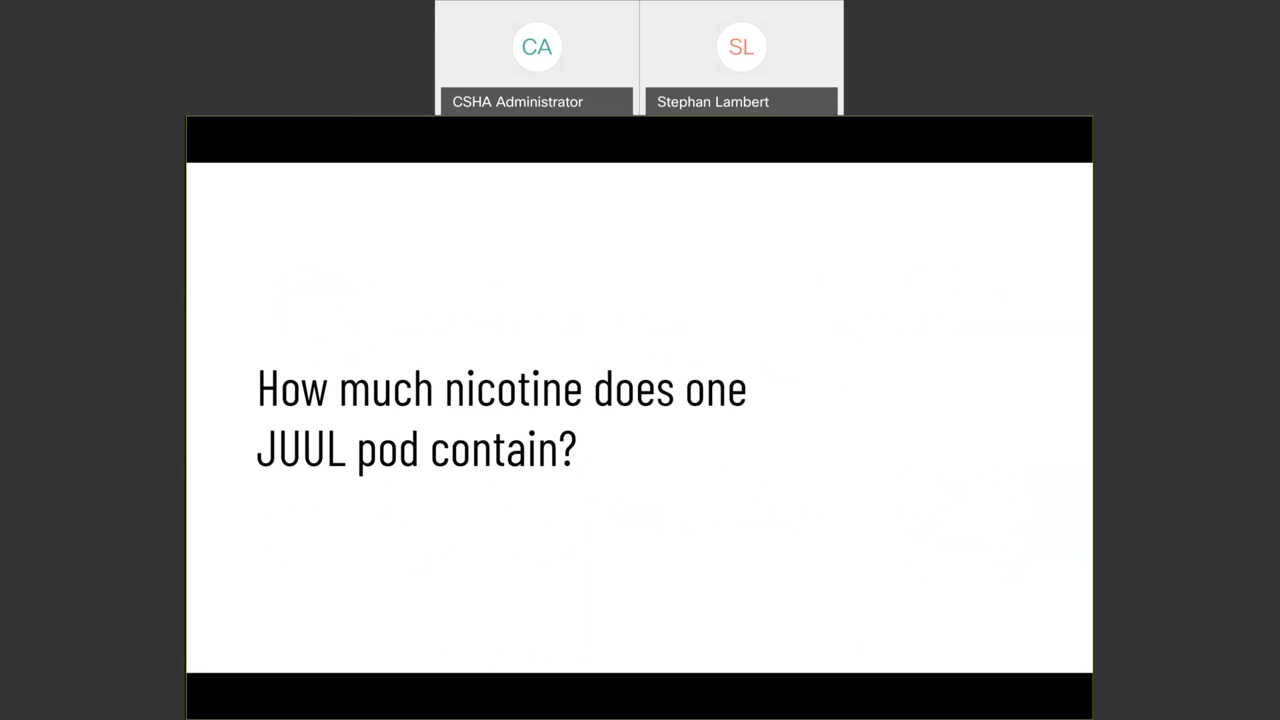 CA
SL
CSHA Administrator
Stephan Lambert
How much nicotine does one
JUUL pod contain?